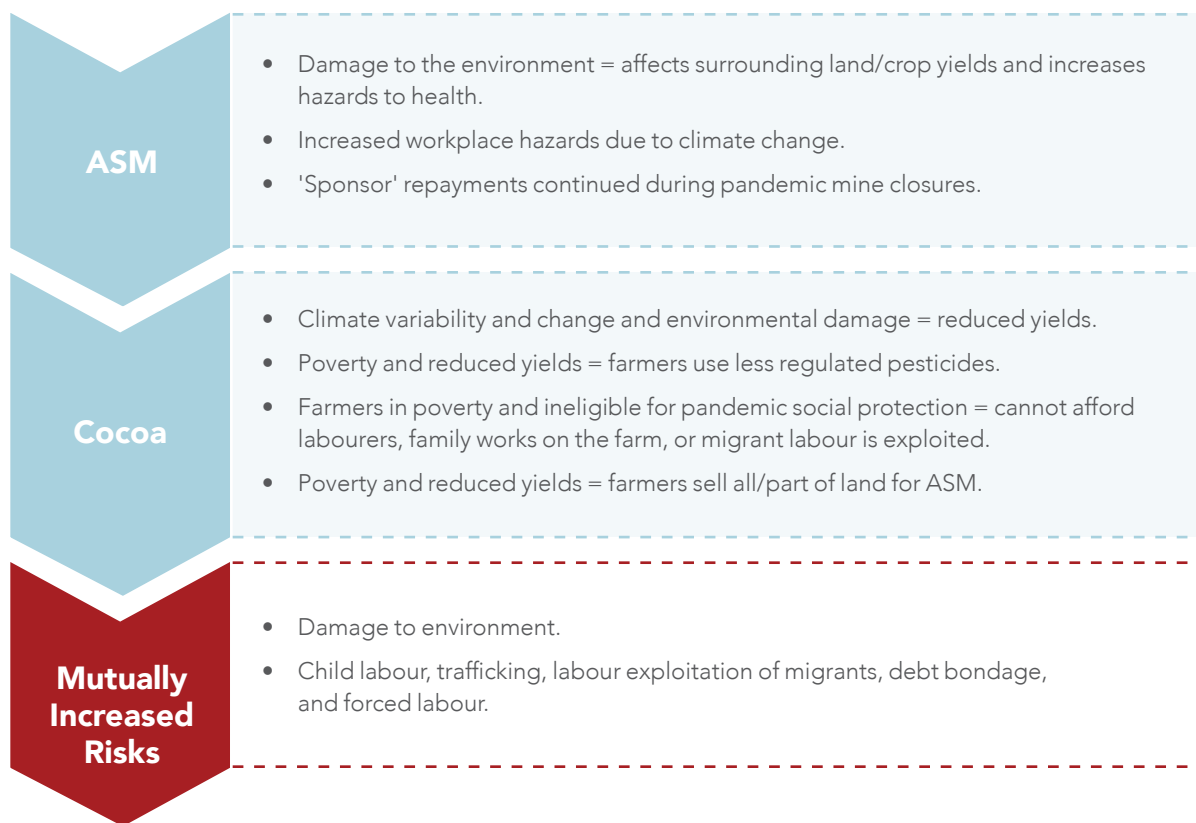 ASM
• Damage to the environment = affects surrounding land/crop yields and increases
hazards to health.
• Increased workplace hazards due to climate change.
• 'Sponsor' repayments continued during pandemic mine closures.
Cocoa
• Climate variability and change and environmental damage = reduced yields.
• Poverty and reduced yields = farmers use less regulated pesticides.
• Farmers in poverty and ineligible for pandemic social protection = cannot afford
labourers, family works on the farm, or migrant labour is exploited.
• Poverty and reduced yields = farmers sell all/part of land for ASM.
Mutually
Increased
Risks
• Damage to environment.
• Child labour, trafficking, labour exploitation of migrants, debt bondage,
and forced labour.